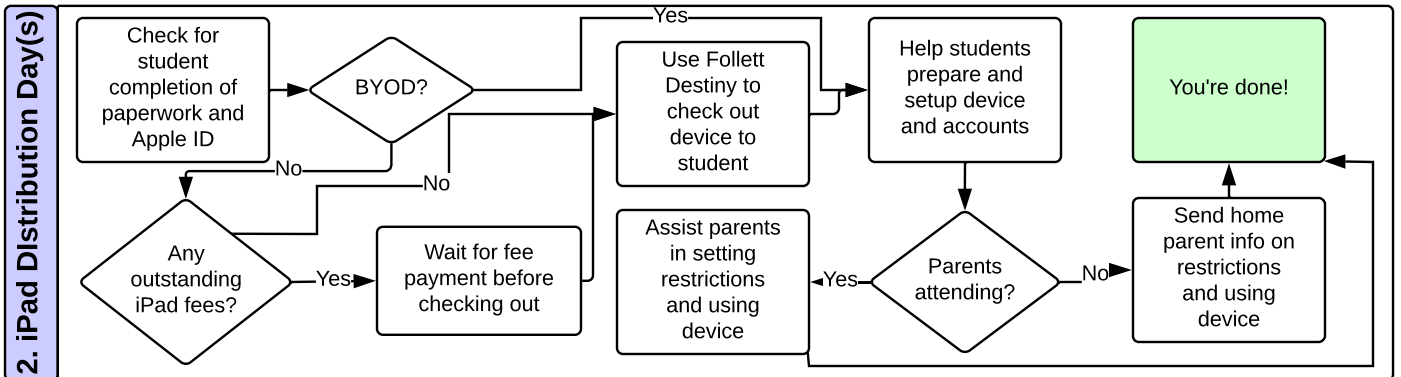 2. iPad DIstribution Day(s)
Check for
student
completion of
paperwork and
Apple ID
BYOD?
Yes
No
Any
outstanding
iPad fees?
No
Yes
Wait for fee
payment before
checking out
Use Follett
Destiny to
check out
device to
student
Help students
prepare and
setup device
and accounts
Parents
attending?
Yes
Assist parents
in setting
restrictions
and using
device
No
Send home
parent info on
restrictions
and using
device
You're done!